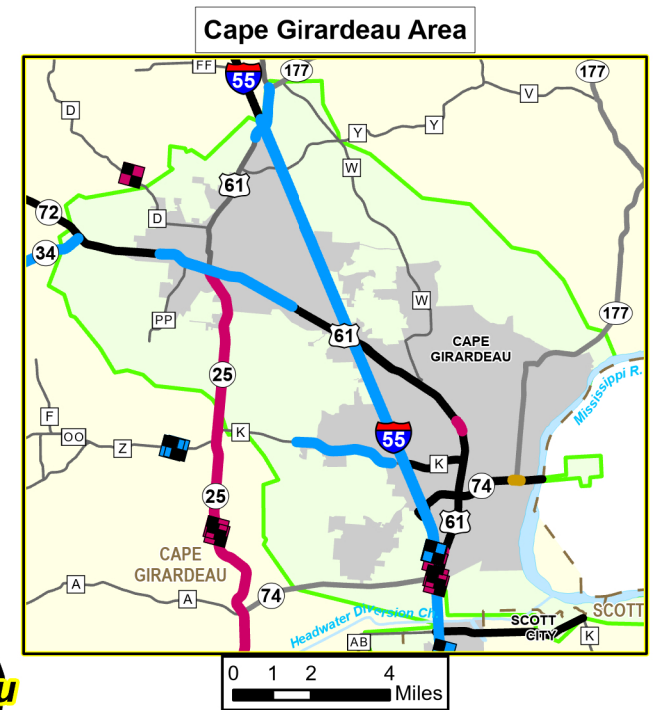 Cape Girardeau Area
FF
55
177
177
D
V
Y
Y
W
61
72
D
34
W
177
PP
61
CAPE
GIRARDEAU
Mississippi R.
25
F
OO
Z
K
55
K
74
25
61
CAPE
GIRARDEAU
A
A
74
Headwater Diversion Ch.
SCOTT
SCOTT
CITY
AB
K
0 1 2 4
Miles
u